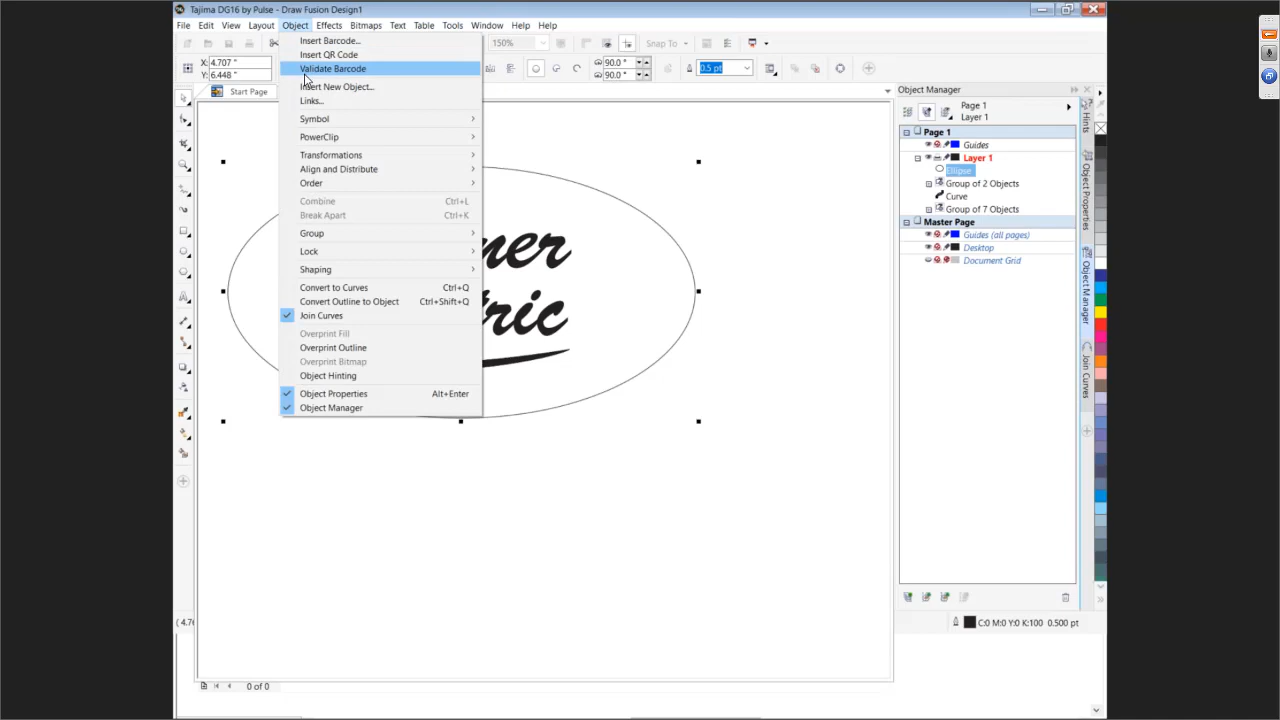 Tajima DG16 by Pulse - Draw Fusion Design1
File Edit View Layout Object Effects Bitmaps Text Table Tools Window Help Help
150% Snap To
X: 4.707 "
Y: 6.448 "
90.0 °
90.0 °
0.5 pt
Start Page
Insert Barcode...
Insert QR Code
Validate Barcode
Insert New Object...
Links...
Symbol
PowerClip
Transformations
Align and Distribute
Order
Combine Ctrl+L
Break Apart Ctrl+K
Group
Lock
Shaping
Convert to Curves Ctrl+Q
Convert Outline to Object Ctrl+Shift+Q
Join Curves
Overprint Fill
Overprint Outline
Overprint Bitmap
Object Hinting
Object Properties Alt+Enter
Object Manager
ner
tric
Object Manager
Page 1
Layer 1
Page 1
Guides
Layer 1
Ellipse
Group of 2 Objects
Curve
Group of 7 Objects
Master Page
Guides (all pages)
Desktop
Document Grid
Hints
Object Properties
Object Manager
Join Curves
( 4.76
C:0 M:0 Y:0 K:100 0.500 pt
0 of 0